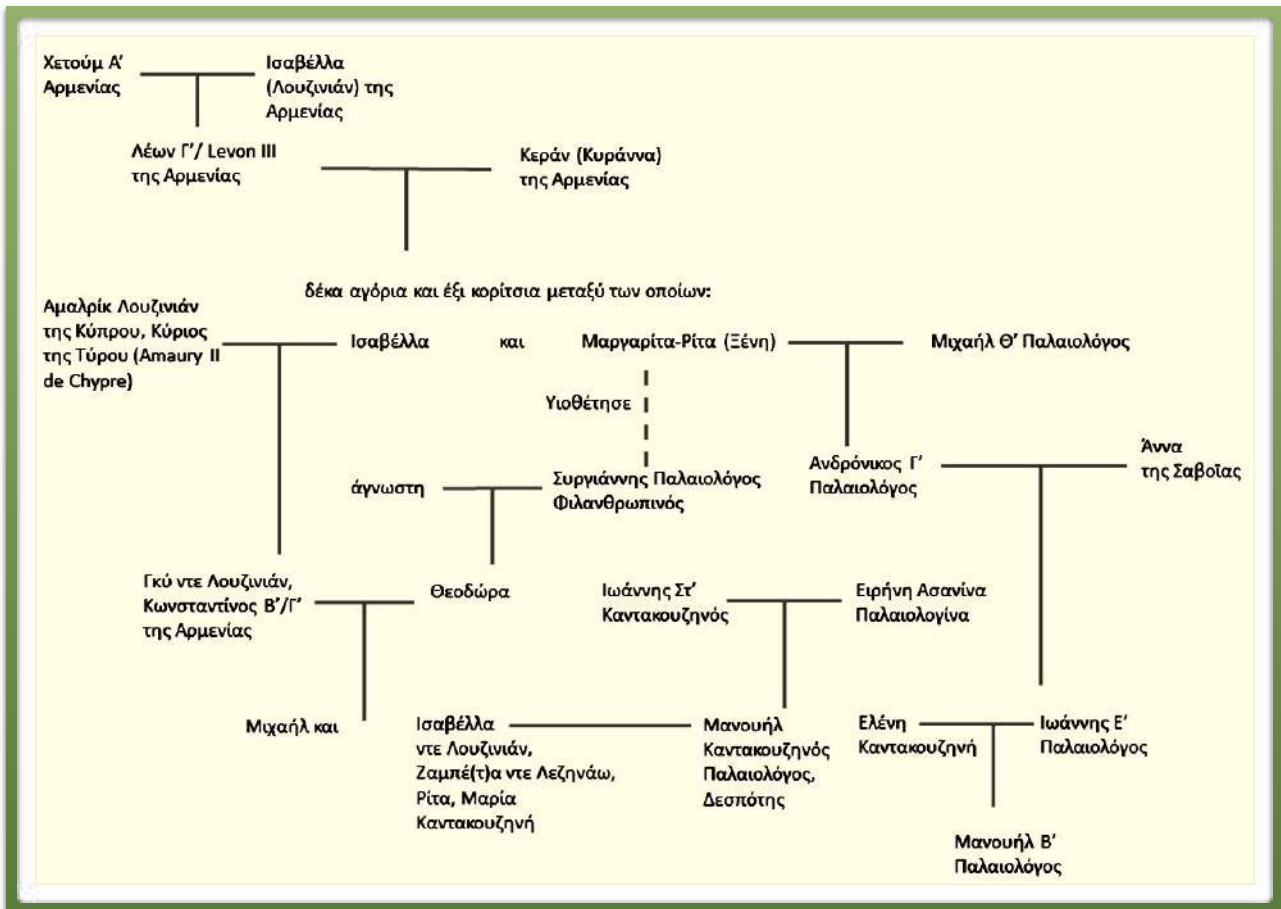 Χετούμ Α'
Αρμενίας
Ισαβέλλα
(Λουζινιάν) της
Αρμενίας
Λέων Γ'/ Levon III
της Αρμενίας
Κεράν (Κυράννα)
της Αρμενίας
δέκα αγόρια και έξι κορίτσια μεταξύ των οποίων:
Αμαλρίκ Λουζινιάν
της Κύπρου, Κύριος
της Τύρου (Amaury II
de Chypre)
Ισαβέλλα
και
Μαργαρίτα-Ρίτα (Ξένη)
Μιχαήλ Θ' Παλαιολόγος
Υιοθέτησε
άγνωστη
Συργιάννης Παλαιολόγος
Φιλανθρωπινός
Ανδρόνικος Γ'
Παλαιολόγος
Άννα
της Σαβοΐας
Γκύ ντε Λουζινιάν,
Κωνσταντίνος Β'/Γ'
της Αρμενίας
Θεοδώρα
Ιωάννης Στ'
Καντακουζηνός
Ειρήνη Ασανίνα
Παλαιολογίνα
Μιχαήλ και
Ισαβέλλα
ντε Λουζινιάν,
Ζαμπέ(τ)α ντε Λεζηνάω,
Ρίτα, Μαρία
Καντακουζηνή
Μανουήλ
Καντακουζηνός
Παλαιολόγος,
Δεσπότης
Ελένη
Καντακουζηνή
Ιωάννης Ε'
Παλαιολόγος
Μανουήλ Β'
Παλαιολόγος